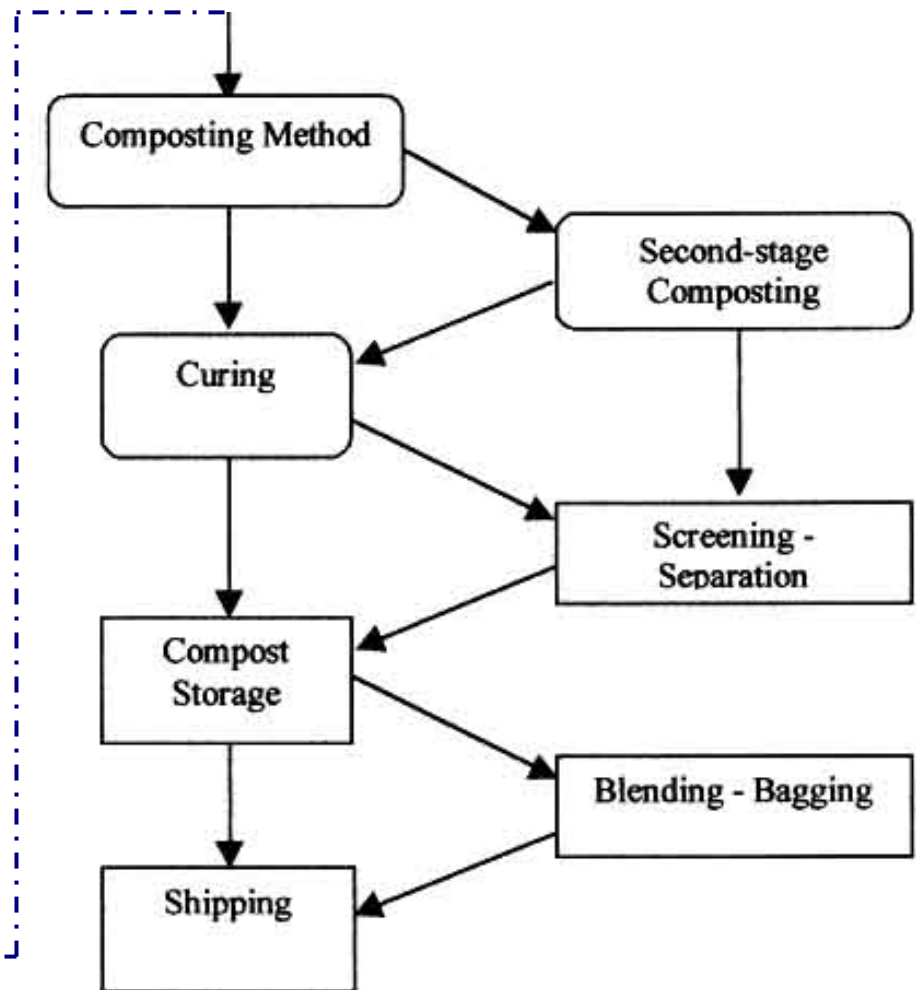 Composting Method
Second-stage
Composting
Curing
Screening -
Separation
Compost
Storage
Blending - Bagging
Shipping